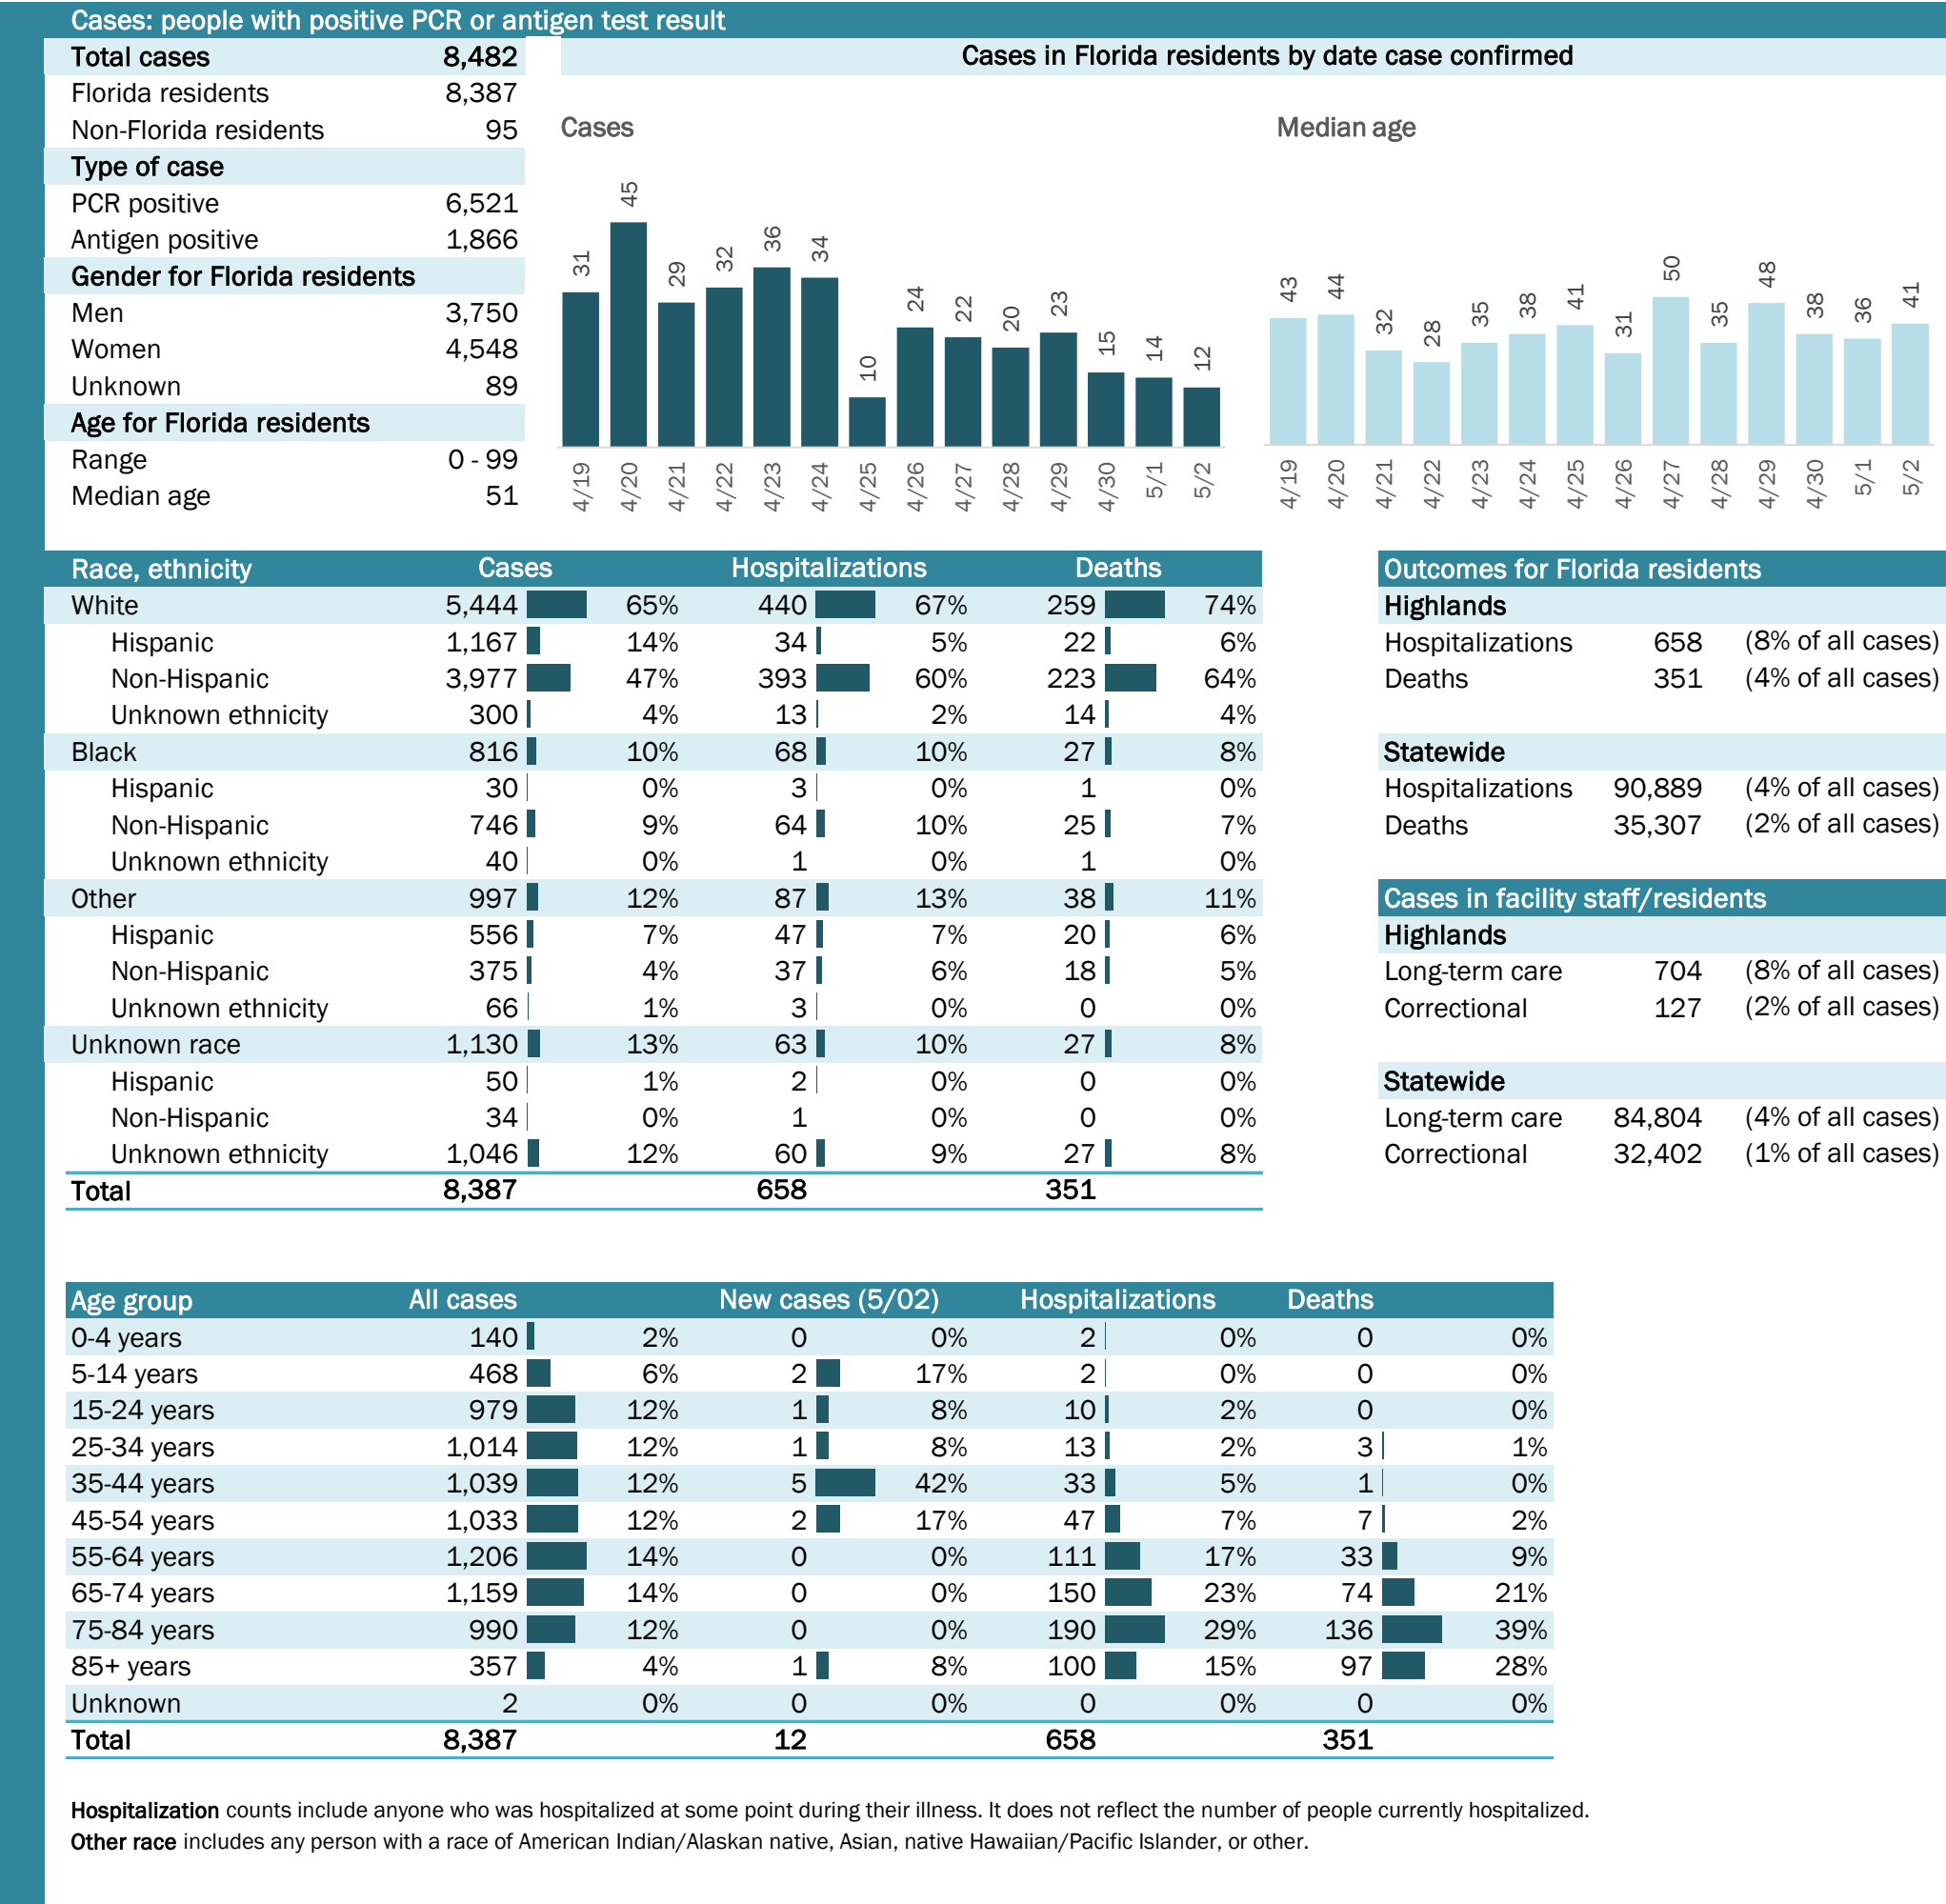 Cases: people with positive PCR or antigen test result
Total cases 8,482
Florida residents 8,387
Non-Florida residents 95
Type of case
PCR positive 6,521
Antigen positive 1,866
Gender for Florida residents
Men 3,750
Women 4,548
Unknown 89
Age for Florida residents
Range 0 - 99
Median age 51
Cases in Florida residents by date case confirmed
Cases
31 45 29 32 36 34 10 24 22 20 23 15 14 12
4/19 4/20 4/21 4/22 4/23 4/24 4/25 4/26 4/27 4/28 4/29 4/30 5/1 5/2
Median age
43 44 32 28 35 38 41 31 50 35 48 38 36 41
4/19 4/20 4/21 4/22 4/23 4/24 4/25 4/26 4/27 4/28 4/29 4/30 5/1 5/2
Race, ethnicity Cases Hospitalizations Deaths
White 5,444 65% 440 67% 259 74%
Hispanic 1,167 14% 34 5% 22 6%
Non-Hispanic 3,977 47% 393 60% 223 64%
Unknown ethnicity 300 4% 13 2% 14 4%
Black 816 10% 68 10% 27 8%
Hispanic 30 0% 3 0% 1 0%
Non-Hispanic 746 9% 64 10% 25 7%
Unknown ethnicity 40 0% 1 0% 1 0%
Other 997 12% 87 13% 38 11%
Hispanic 556 7% 47 7% 20 6%
Non-Hispanic 375 4% 37 6% 18 5%
Unknown ethnicity 66 1% 3 0% 0 0%
Unknown race 1,130 13% 63 10% 27 8%
Hispanic 50 1% 2 0% 0 0%
Non-Hispanic 34 0% 1 0% 0 0%
Unknown ethnicity 1,046 12% 60 9% 27 8%
Total 8,387 658 351
Outcomes for Florida residents
Highlands
Hospitalizations 658 (8% of all cases)
Deaths 351 (4% of all cases)
Statewide
Hospitalizations 90,889 (4% of all cases)
Deaths 35,307 (2% of all cases)
Cases in facility staff/residents
Highlands
Long-term care 704 (8% of all cases)
Correctional 127 (2% of all cases)
Statewide
Long-term care 84,804 (4% of all cases)
Correctional 32,402 (1% of all cases)
Age group All cases New cases (5/02) Hospitalizations Deaths
0-4 years 140 2% 0 0% 2 0% 0 0%
5-14 years 468 6% 2 17% 2 0% 0 0%
15-24 years 979 12% 1 8% 10 2% 0 0%
25-34 years 1,014 12% 1 8% 13 2% 3 1%
35-44 years 1,039 12% 5 42% 33 5% 1 0%
45-54 years 1,033 12% 2 17% 47 7% 7 2%
55-64 years 1,206 14% 0 0% 111 17% 33 9%
65-74 years 1,159 14% 0 0% 150 23% 74 21%
75-84 years 990 12% 0 0% 190 29% 136 39%
85+ years 357 4% 1 8% 100 15% 97 28%
Unknown 2 0% 0 0% 0 0% 0 0%
Total 8,387 12 658 351
Hospitalization counts include anyone who was hospitalized at some point during their illness. It does not reflect the number of people currently hospitalized.
Other race includes any person with a race of American Indian/Alaskan native, Asian, native Hawaiian/Pacific Islander, or other.